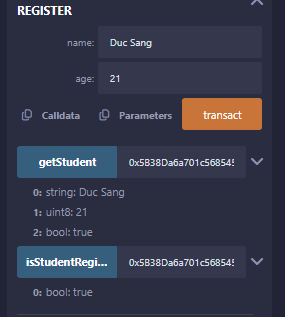 REGISTER
name: Duc Sang
age: 21
Calldata Parameters transact
getStudent 0x5B38Da6a701c568545
0: string: Duc Sang
1: uint8: 21
2: bool: true
isStudentRegi... 0x5B38Da6a701c568545
0: bool: true